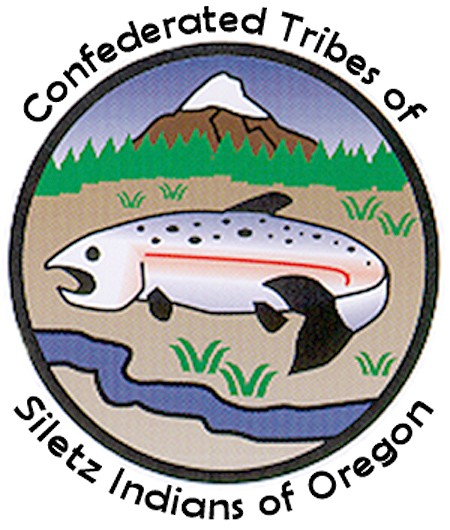 Confederated Tribes of
Siletz Indians of Oregon